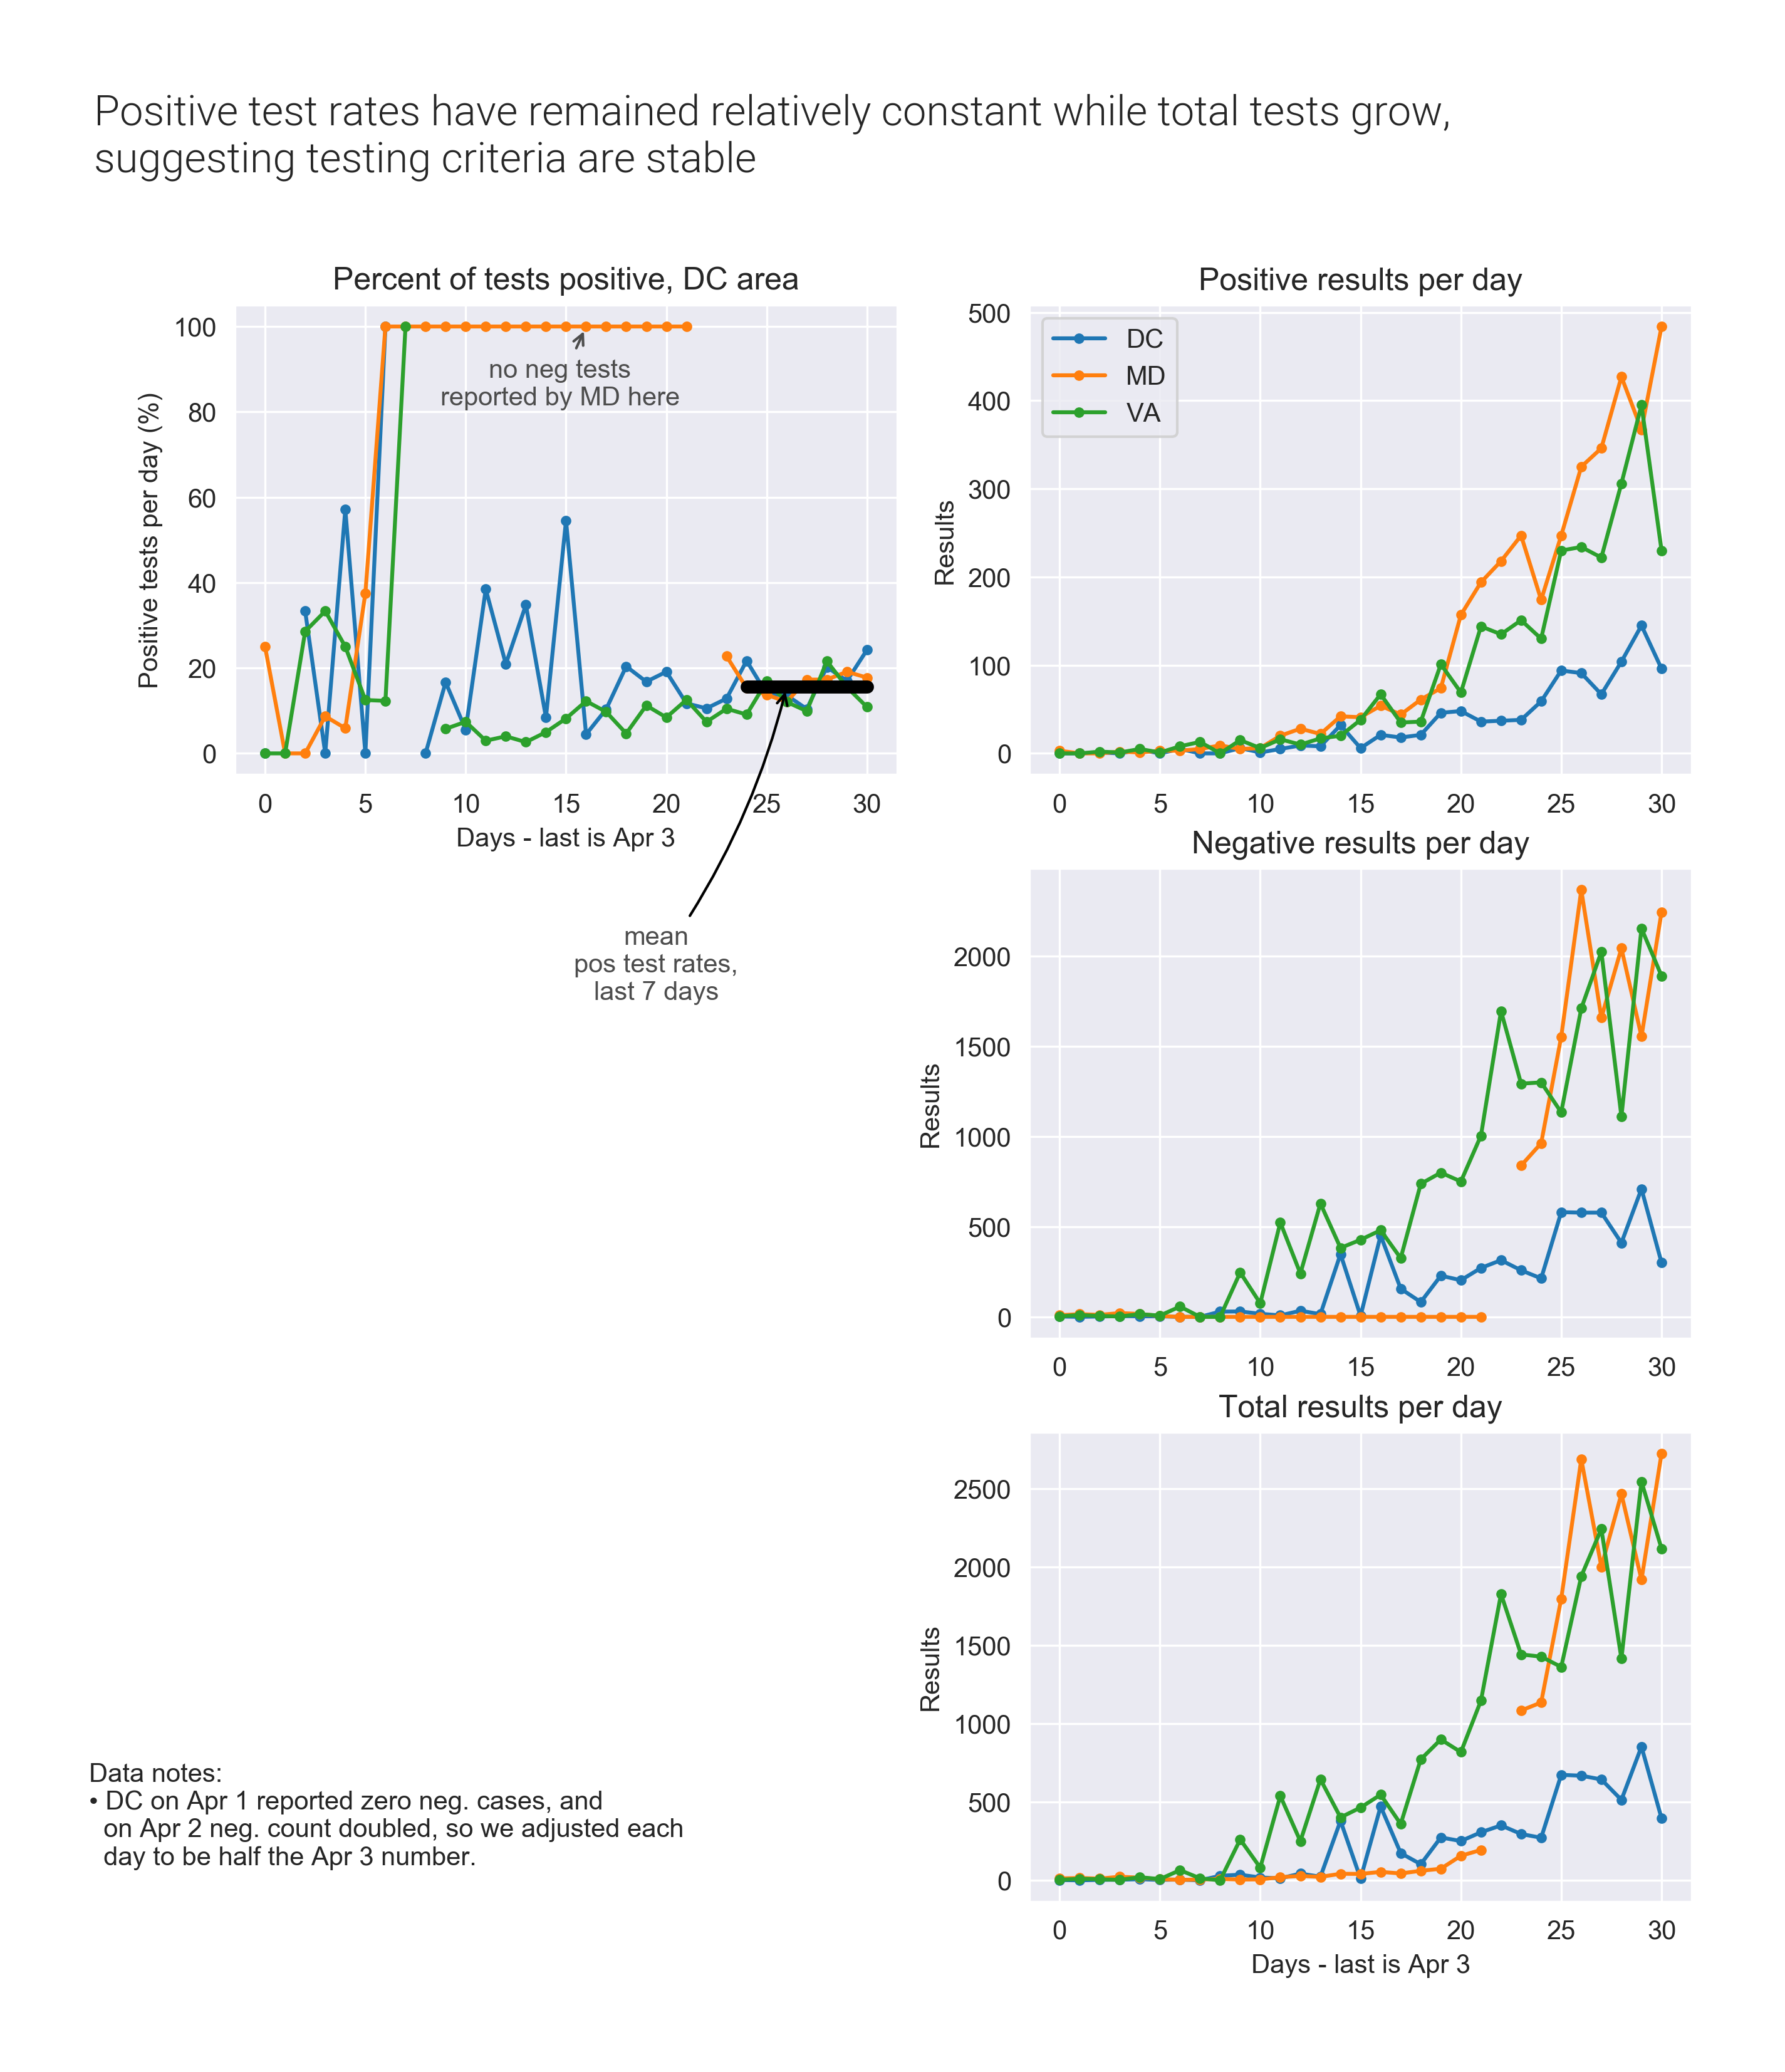 Positive test rates have remained relatively constant while total tests grow,
suggesting testing criteria are stable
Percent of tests positive, DC area
Positive tests per day (%)
100
80
60
40
20
0
no neg tests
reported by MD here
0 5 10 15 20 25 30
Days - last is Apr 3
mean
pos test rates,
last 7 days
Positive results per day
Results
500
400
300
200
100
0
DC
MD
VA
0 5 10 15 20 25 30
Negative results per day
Results
2000
1500
1000
500
0
0 5 10 15 20 25 30
Total results per day
Results
2500
2000
1500
1000
500
0
0 5 10 15 20 25 30
Days - last is Apr 3
Data notes:
• DC on Apr 1 reported zero neg. cases, and
on Apr 2 neg. count doubled, so we adjusted each
day to be half the Apr 3 number.